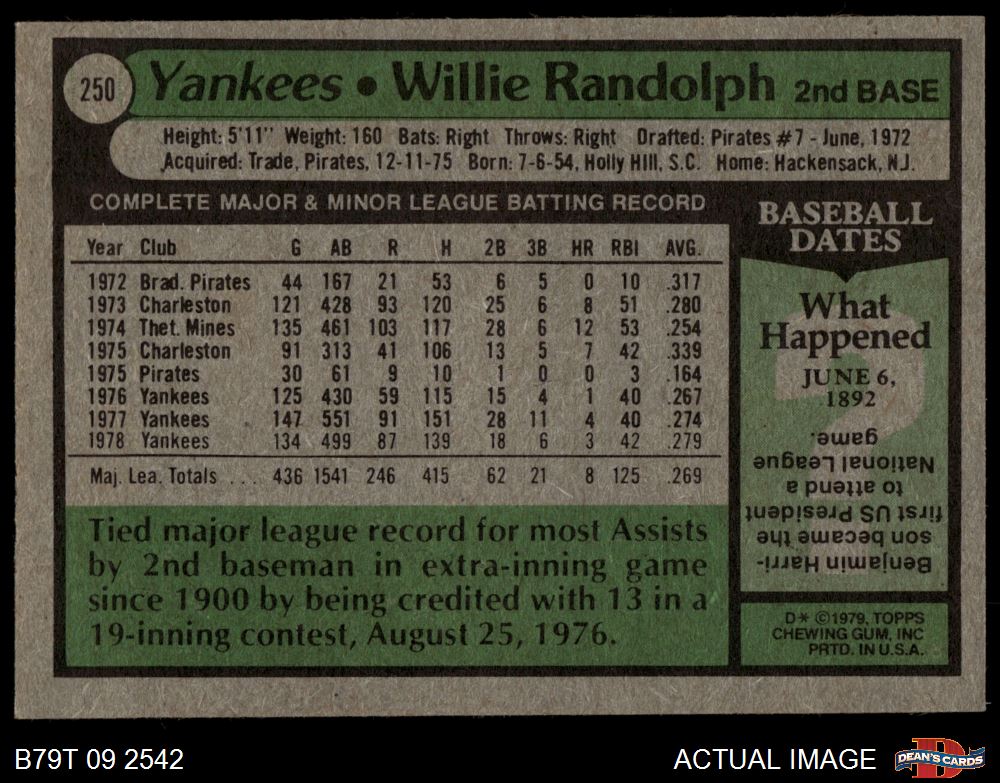 250
Yankees • Willie Randolph 2nd BASE
Height: 5'11" Weight: 160 Bats: Right Throws: Right Drafted: Pirates #7 - June, 1972
Acquired: Trade, Pirates, 12-11-75 Born: 7-6-54, Holly Hill, S.C. Home: Hackensack, N.J.
COMPLETE MAJOR & MINOR LEAGUE BATTING RECORD
Year Club G AB R H 2B 3B HR RBI AVG.
1972 Brad. Pirates 44 167 21 53 6 5 0 10 .317
1973 Charleston 121 428 93 120 25 6 8 51 .280
1974 Thet. Mines 135 461 103 117 28 6 12 53 .254
1975 Charleston 91 313 41 106 13 5 7 42 .339
1975 Pirates 30 61 9 10 1 0 0 3 .164
1976 Yankees 125 430 59 115 15 4 1 40 .267
1977 Yankees 147 551 91 151 28 11 4 40 .274
1978 Yankees 134 499 87 139 18 6 3 42 .279
Maj. Lea. Totals ... 436 1541 246 415 62 21 8 125 .269
Tied major league record for most Assists
by 2nd baseman in extra-inning game
since 1900 by being credited with 13 in a
19-inning contest, August 25, 1976.
BASEBALL
DATES
What
Happened
JUNE 6,
1892
Benjamin Harri-
son became the
first US President
to attend a
National League
game.
D* ©1979, TOPPS
CHEWING GUM, INC
PRTD. IN U.S.A.
B79T 09 2542
ACTUAL IMAGE
DEAN'S CARDS